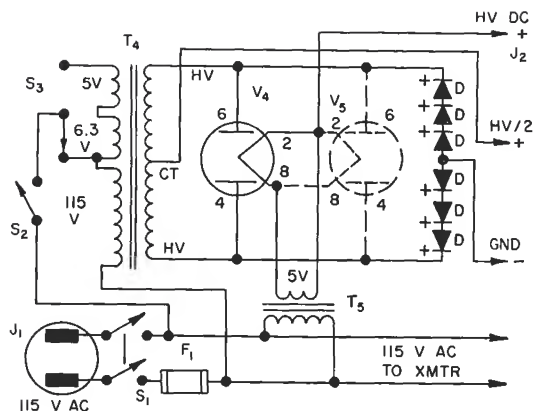 HV DC
+
J2
T4
S3
5V
HV
V4
V5
+ D
6
2
2
6
+ D
+ D
HV/2
+
6.3
V
CT
8
8
4
4
115
V
S2
+ D
+ D
+ D
GND
−
HV
5V
T5
J1
F1
S1
115 V AC
115 V AC
TO XMTR